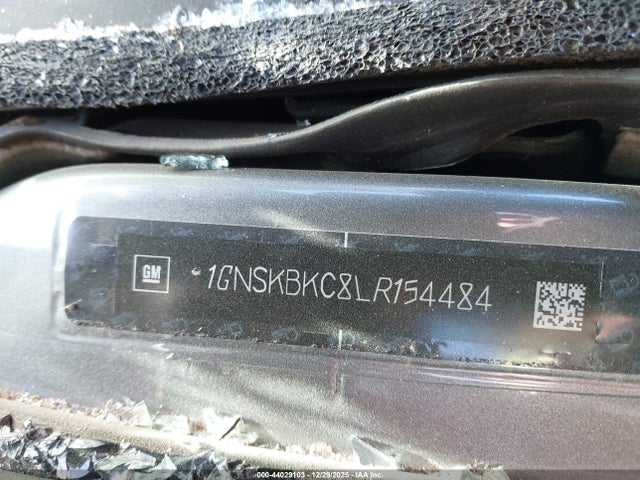 GM
*1GNSKBKC8LR154484
000-44029103 - 12/29/2025 - IAA Inc.